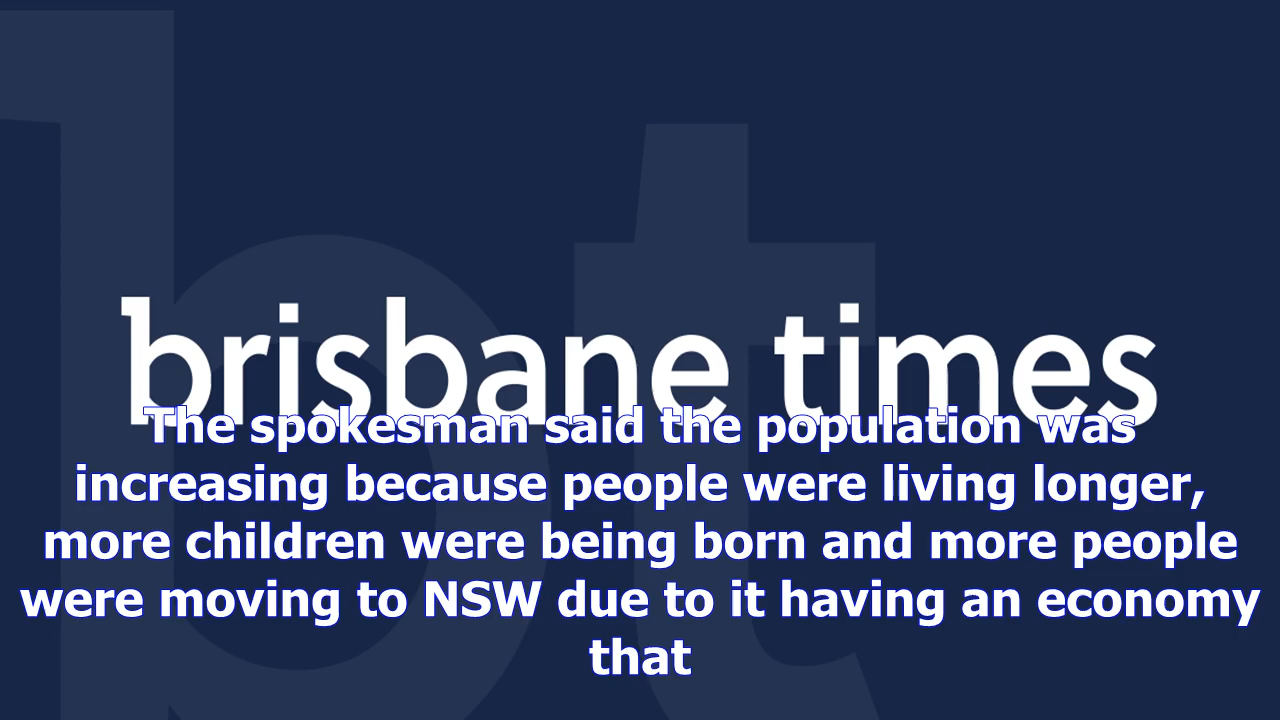 brisbane times
The spokesman said the population was
increasing because people were living longer,
more children were being born and more people
were moving to NSW due to it having an economy
that